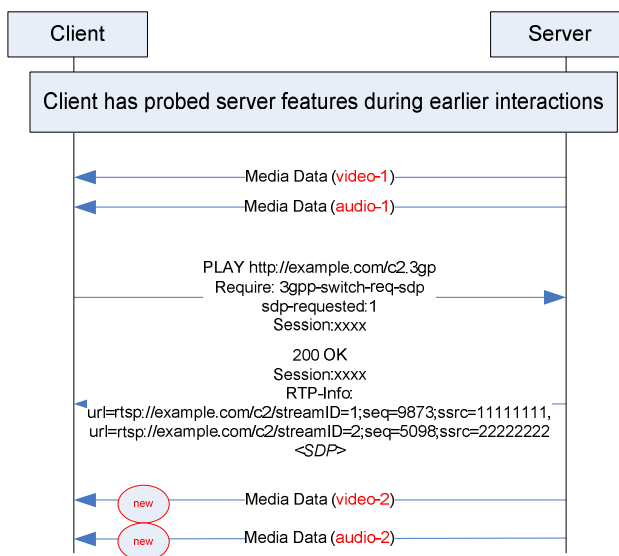 Client
Server
Client has probed server features during earlier interactions
Media Data (video-1)
Media Data (audio-1)
PLAY http://example.com/c2.3gp
Require: 3gpp-switch-req-sdp
sdp-requested:1
Session:xxxx
200 OK
Session:xxxx
RTP-Info:
url=rtsp://example.com/c2/streamID=1;seq=9873;ssrc=11111111,
url=rtsp://example.com/c2/streamID=2;seq=5098;ssrc=22222222
<SDP>
new
Media Data (video-2)
new
Media Data (audio-2)